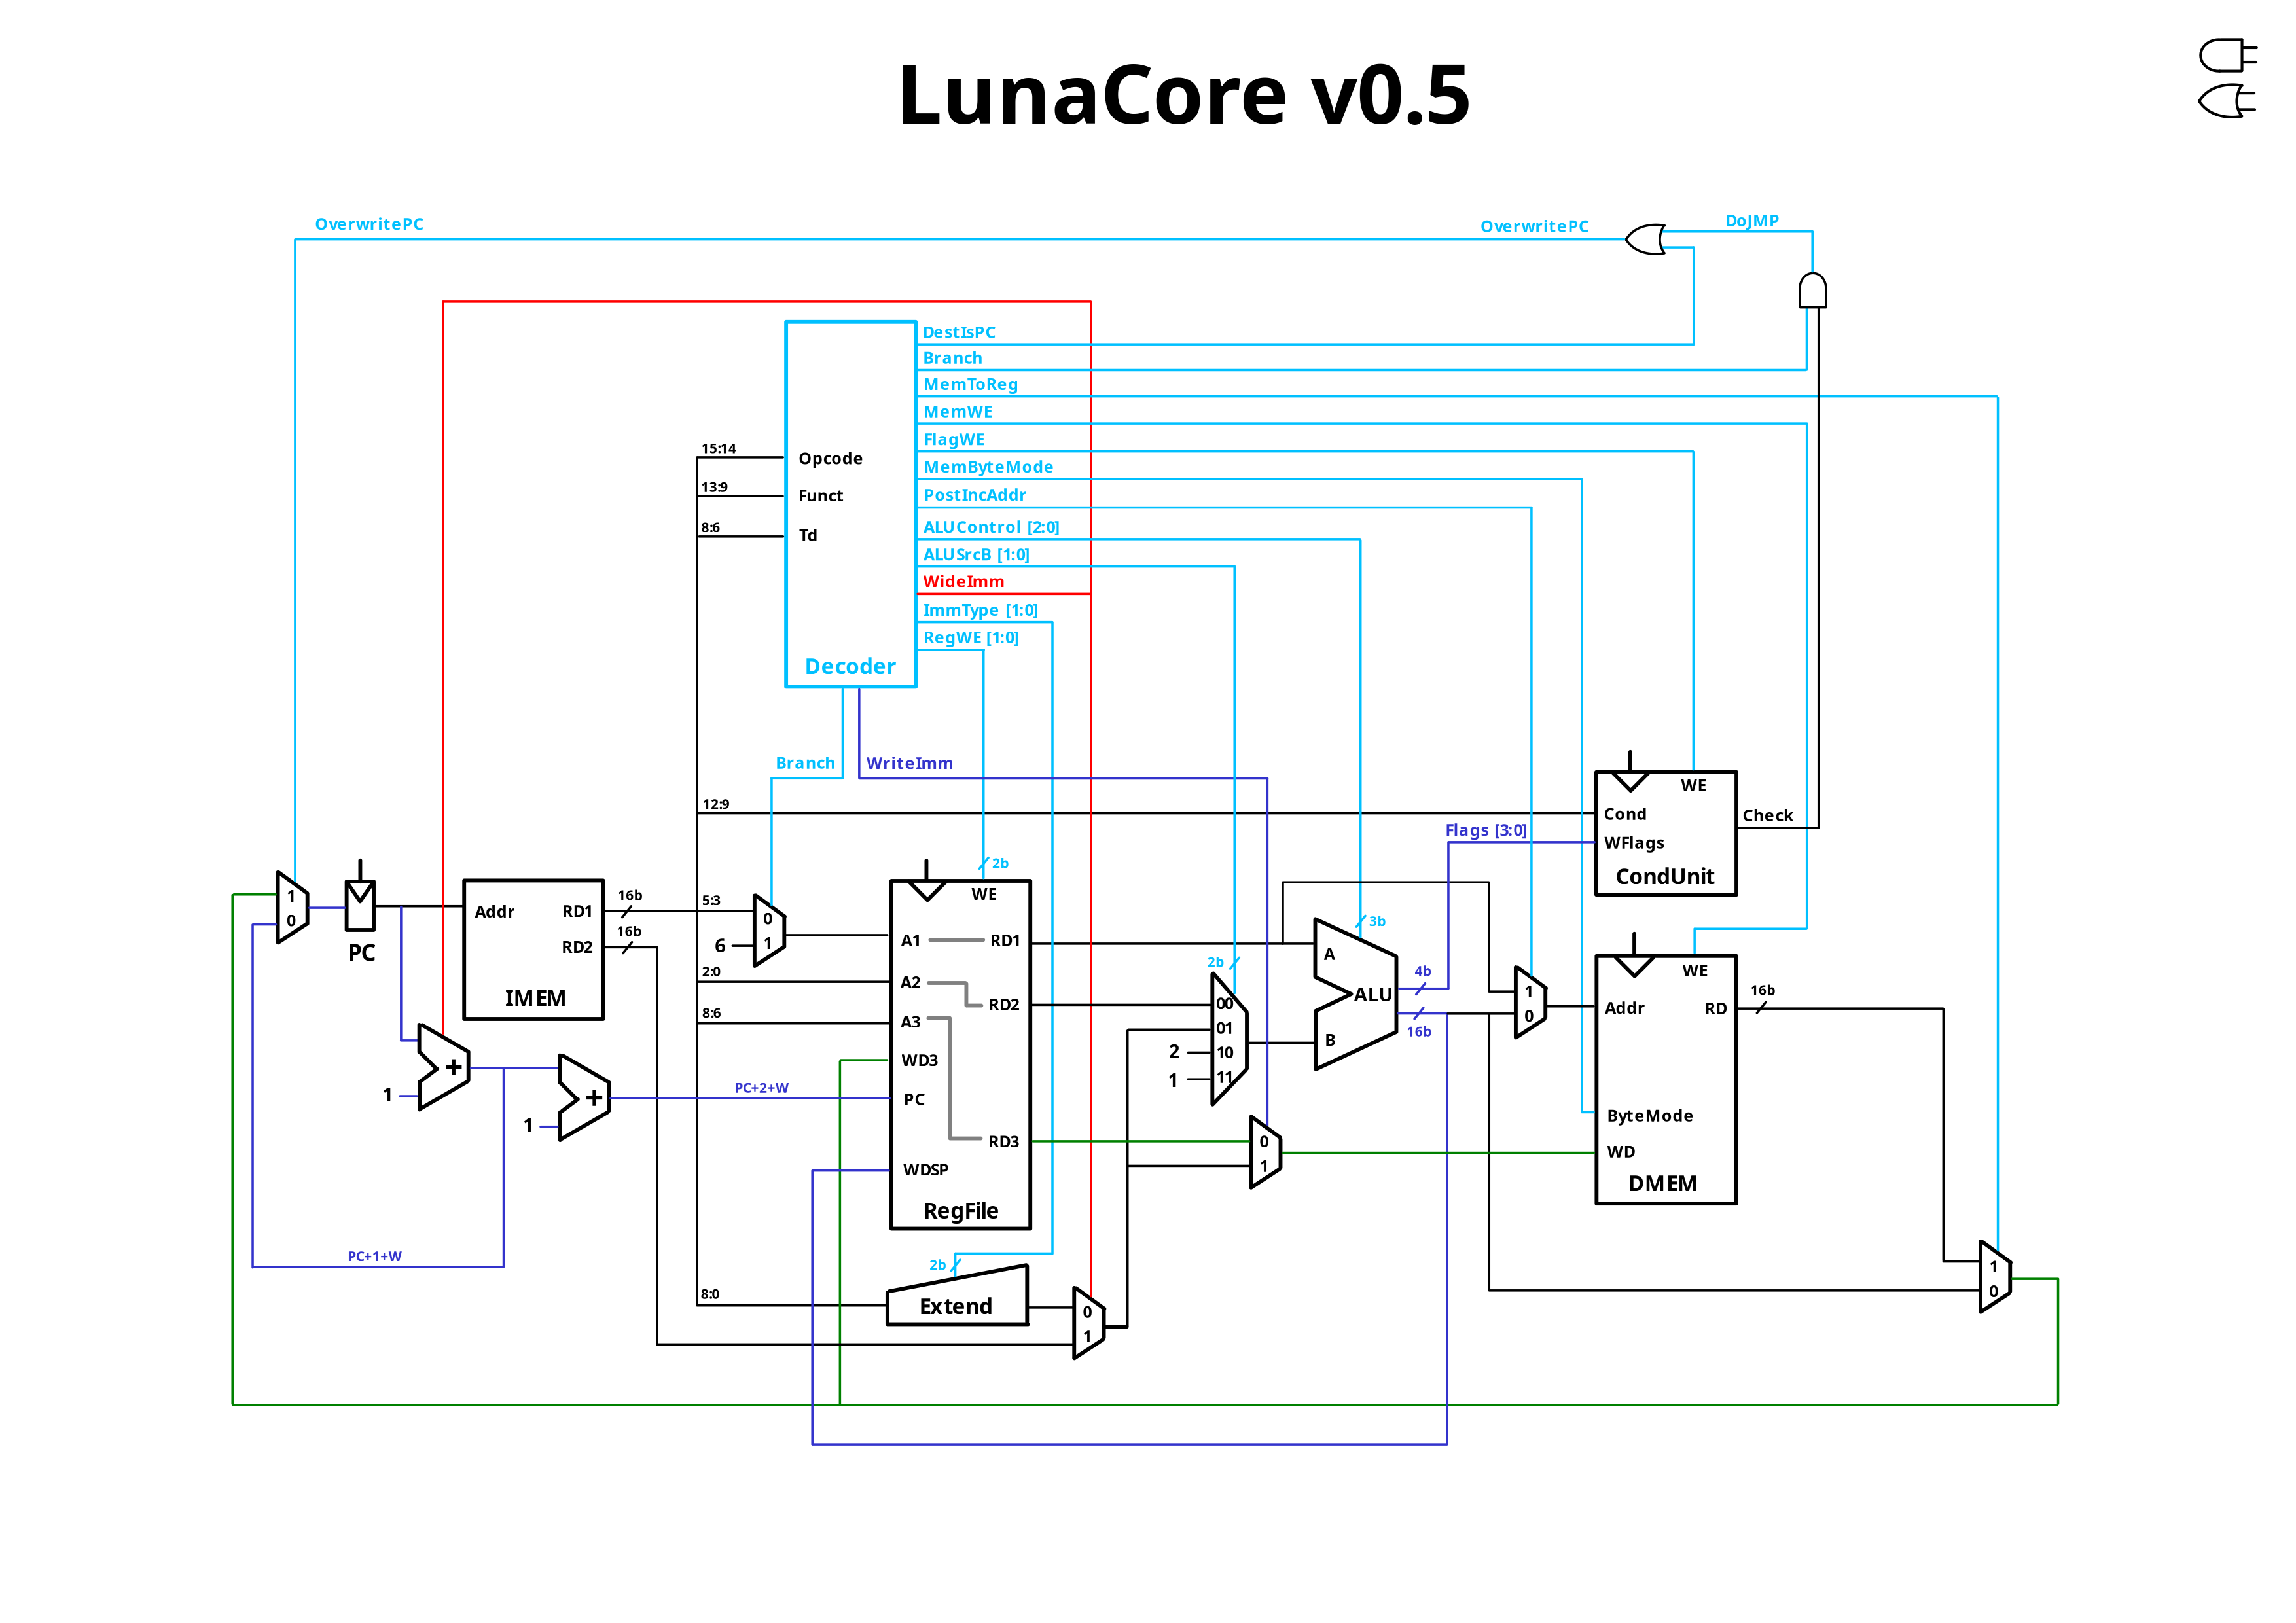 LunaCore v0.5
OverwritePC
OverwritePC
DoJMP
DestIsPC
Branch
MemToReg
MemWE
FlagWE
MemByteMode
PostIncAddr
ALUControl [2:0]
ALUSrcB [1:0]
WideImm
ImmType [1:0]
RegWE [1:0]
15:14
Opcode
13:9
Funct
8:6
Td
Decoder
Branch
WriteImm
12:9
WE
Cond
WFlags
CondUnit
Check
Flags [3:0]
2b
1
0
PC
Addr
RD1
RD2
IMEM
16b
16b
5:3
6
0
1
2:0
8:6
WE
A1
RD1
A2
RD2
A3
WD3
PC
RD3
WDSP
RegFile
3b
2b
00
01
10
11
2
1
A
ALU
B
4b
16b
1
0
WE
Addr
RD
ByteMode
WD
DMEM
16b
+
1
+
1
PC+2+W
0
1
PC+1+W
2b
8:0
Extend
0
1
1
0